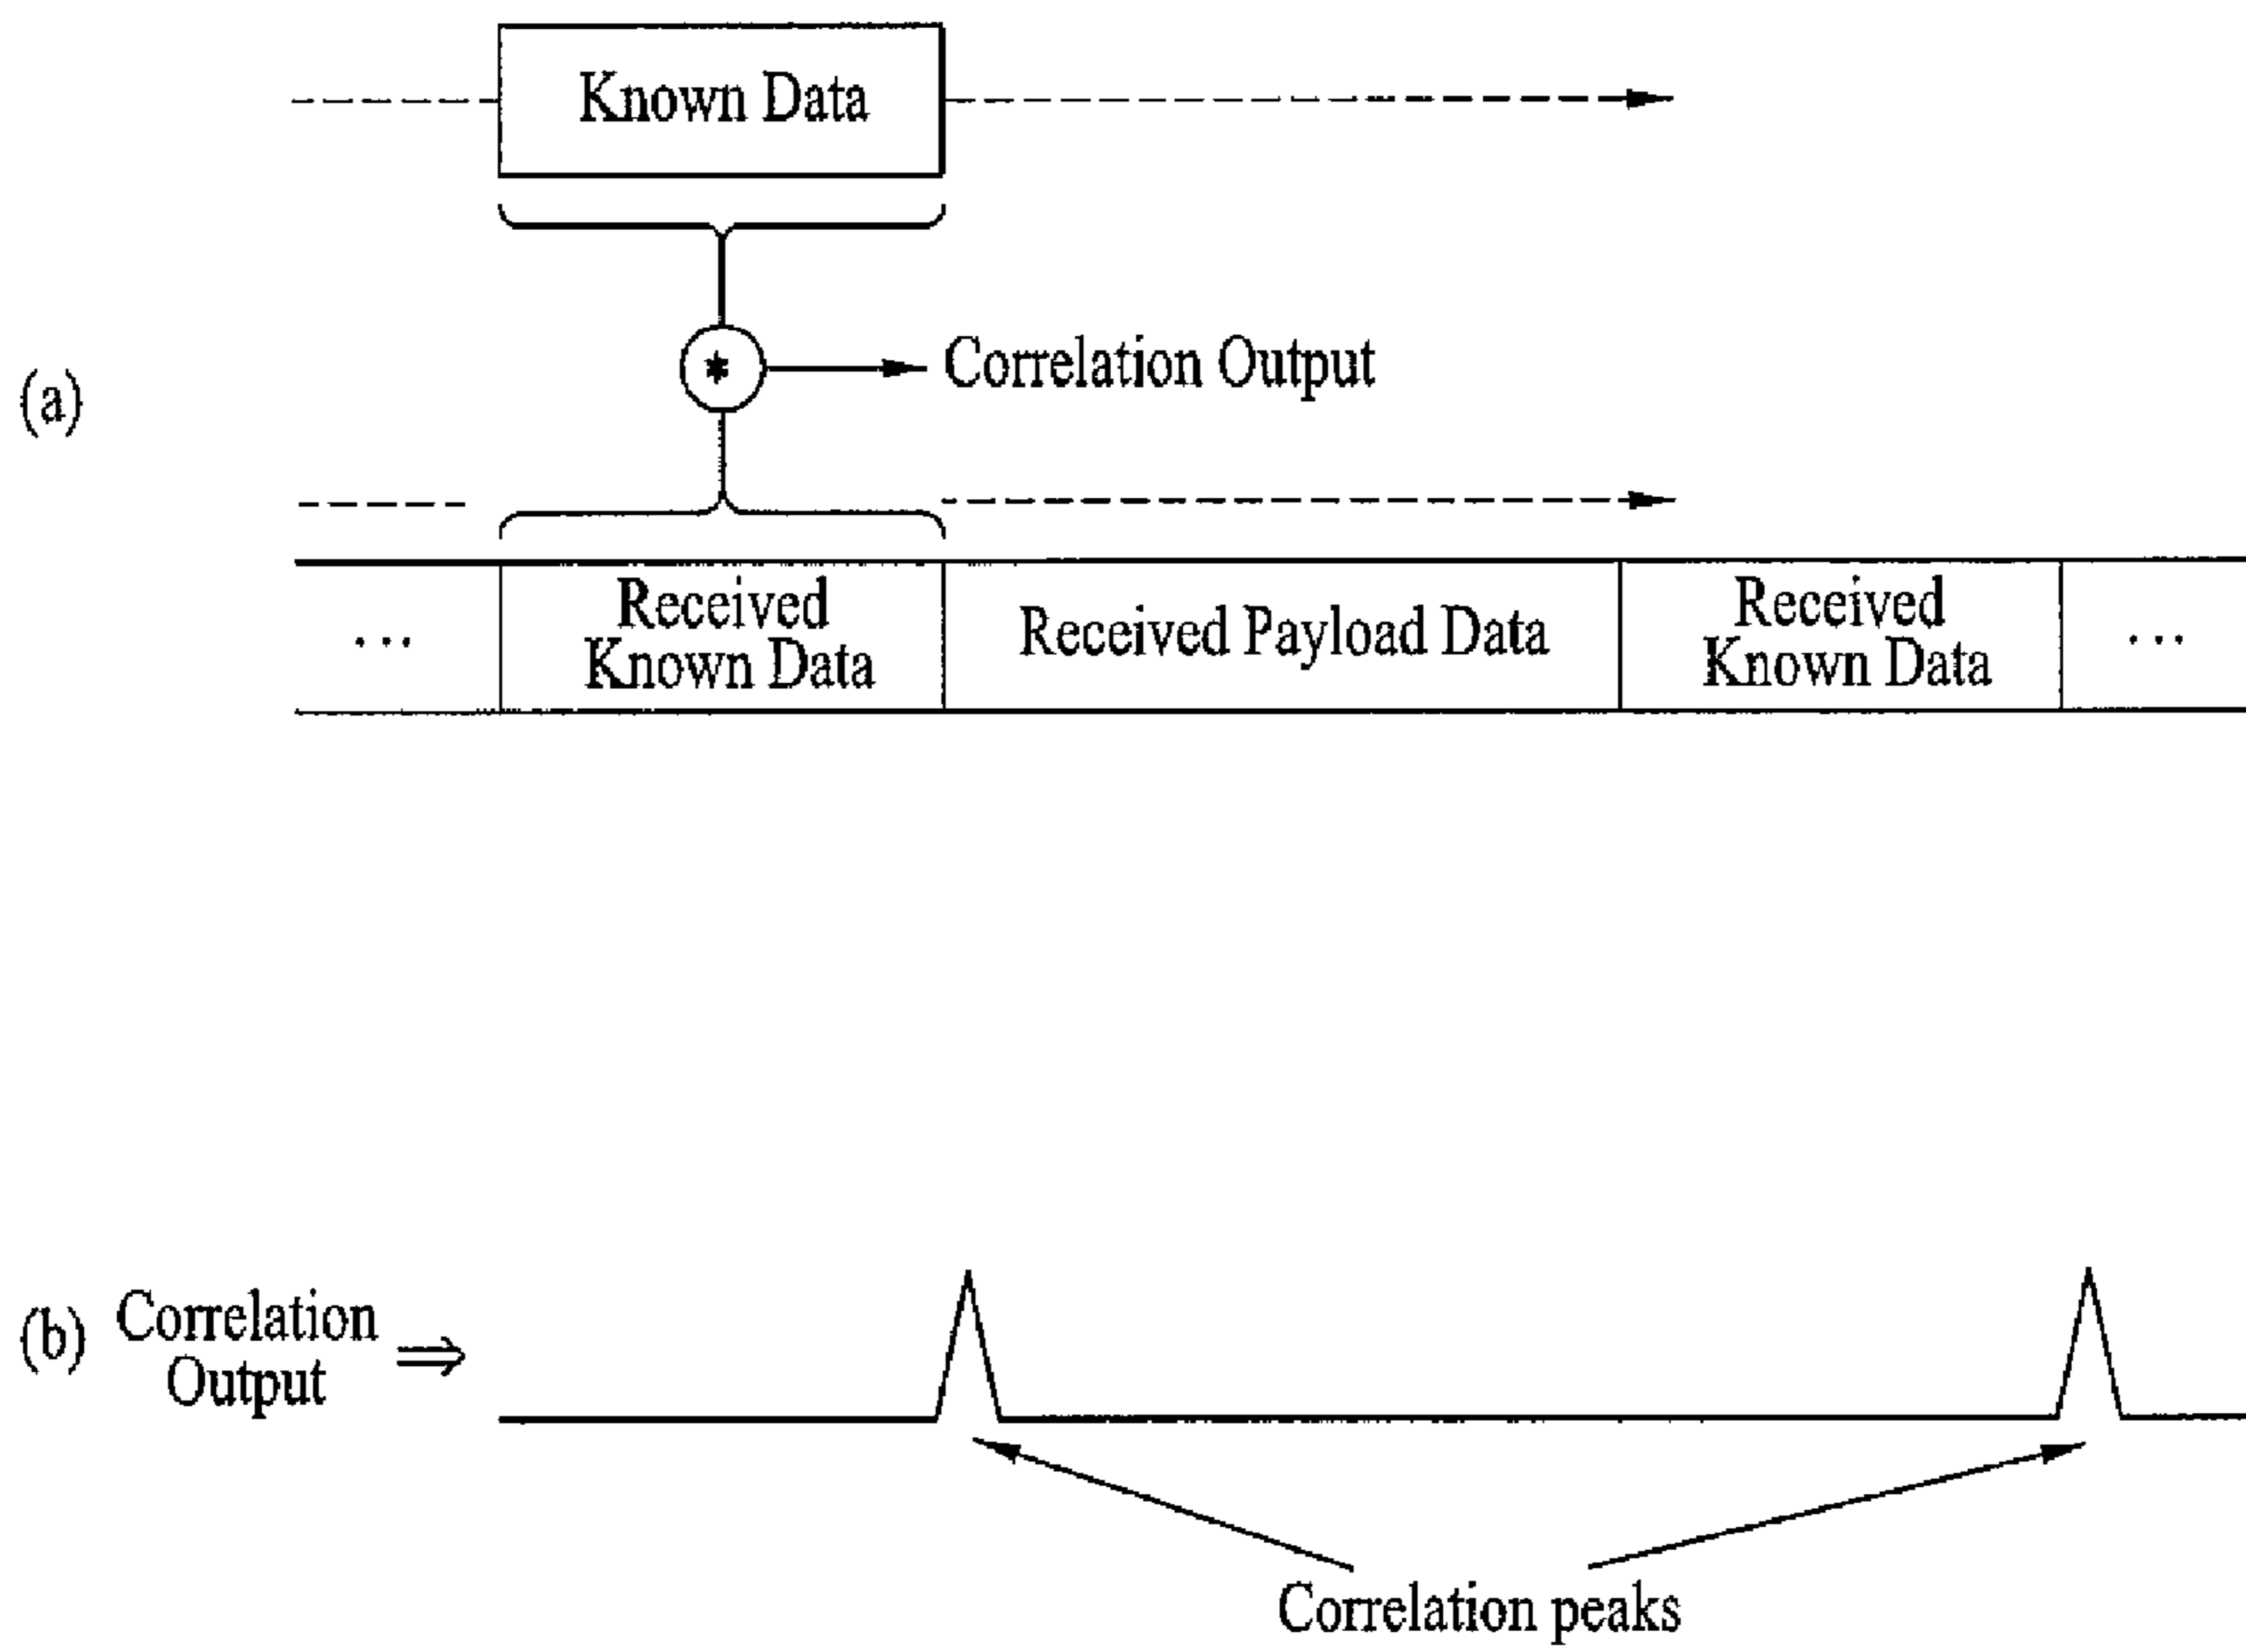 Known Data
(a)
Correlation Output
...
Received
Known Data
Received Payload Data
Received
Known Data
...
(b)
Correlation
Output
Correlation peaks